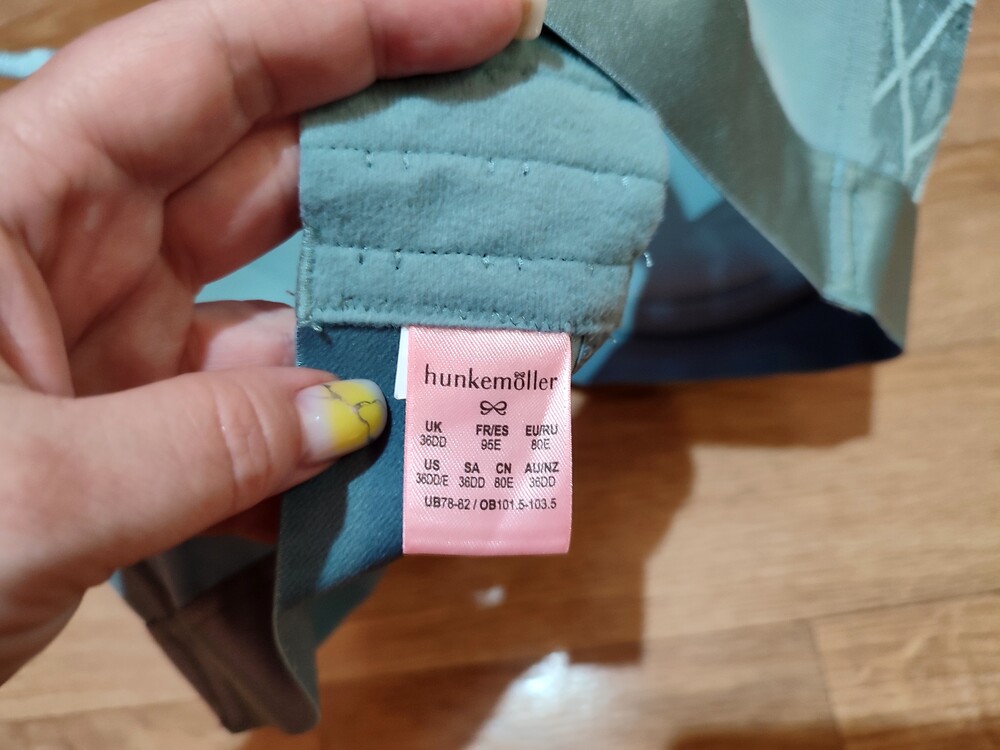 hunkemöller
UK FR/ES EU/RU
36DD 95E 80E
US SA CN AU/NZ
36DD/E 36DD 80E 36DD
UB78-82 / OB101.5-103.5